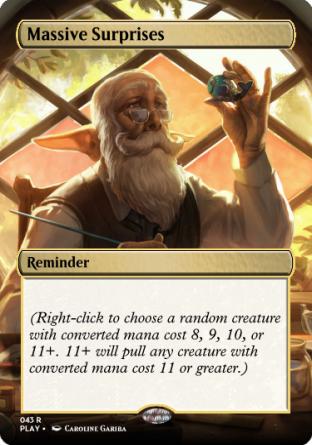 Massive Surprises
Reminder
(Right-click to choose a random creature
with converted mana cost 8, 9, 10, or
11+. 11+ will pull any creature with
converted mana cost 11 or greater.)
043 R
PLAY • Caroline Gariba